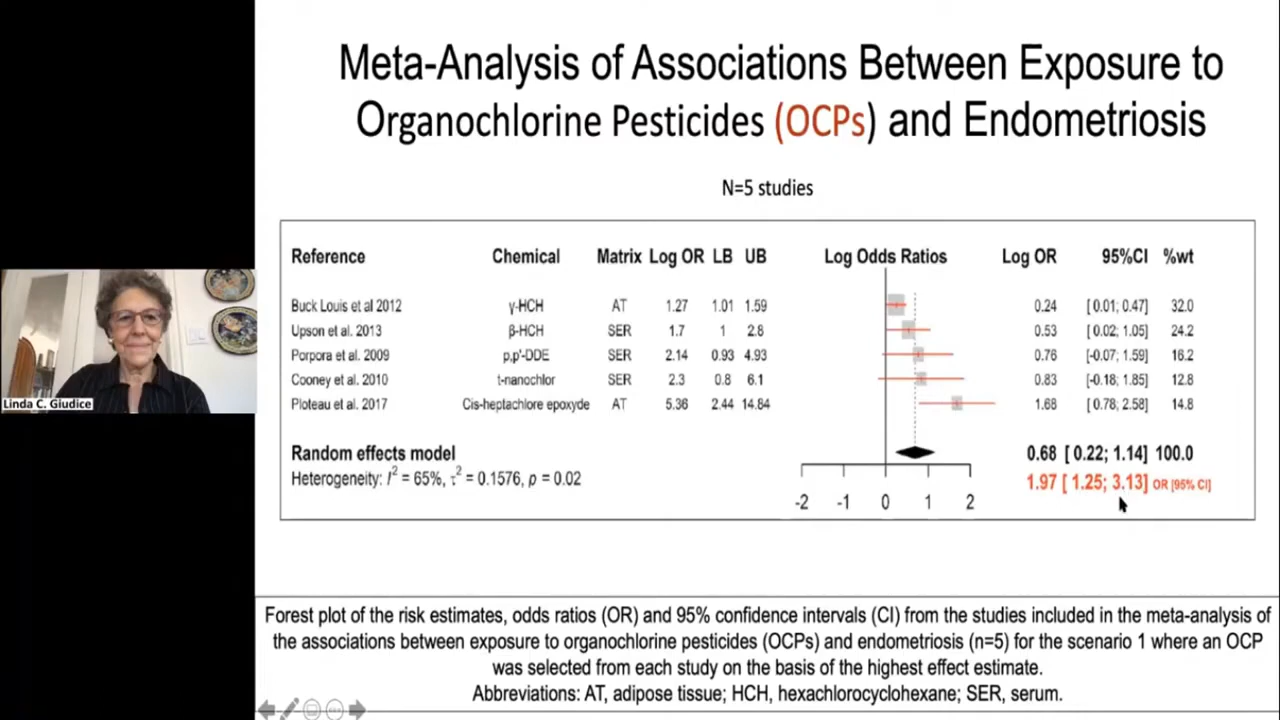 Meta-Analysis of Associations Between Exposure to
Organochlorine Pesticides (OCPs) and Endometriosis
N=5 studies
Reference Chemical Matrix Log OR LB UB Log Odds Ratios Log OR 95%CI %wt
Buck Louis et al 2012 γ-HCH AT 1.27 1.01 1.59 0.24 [0.01; 0.47] 32.0
Upson et al. 2013 β-HCH SER 1.7 1 2.8 0.53 [0.02; 1.05] 24.2
Porpora et al. 2009 p,p'-DDE SER 2.14 0.93 4.93 0.76 [-0.07; 1.59] 16.2
Cooney et al. 2010 t-nanochlor SER 2.3 0.8 6.1 0.83 [-0.18; 1.85] 12.8
Ploteau et al. 2017 Cis-heptachlore epoxyde AT 5.36 2.44 14.84 1.68 [0.78; 2.58] 14.8
Random effects model 0.68 [0.22; 1.14] 100.0
Heterogeneity: I² = 65%, τ² = 0.1576, p = 0.02 1.97 [ 1.25; 3.13] OR [95% CI]
-2 -1 0 1 2
Linda C. Giudice
Forest plot of the risk estimates, odds ratios (OR) and 95% confidence intervals (CI) from the studies included in the meta-analysis of
the associations between exposure to organochlorine pesticides (OCPs) and endometriosis (n=5) for the scenario 1 where an OCP
was selected from each study on the basis of the highest effect estimate.
Abbreviations: AT, adipose tissue; HCH, hexachlorocyclohexane; SER, serum.